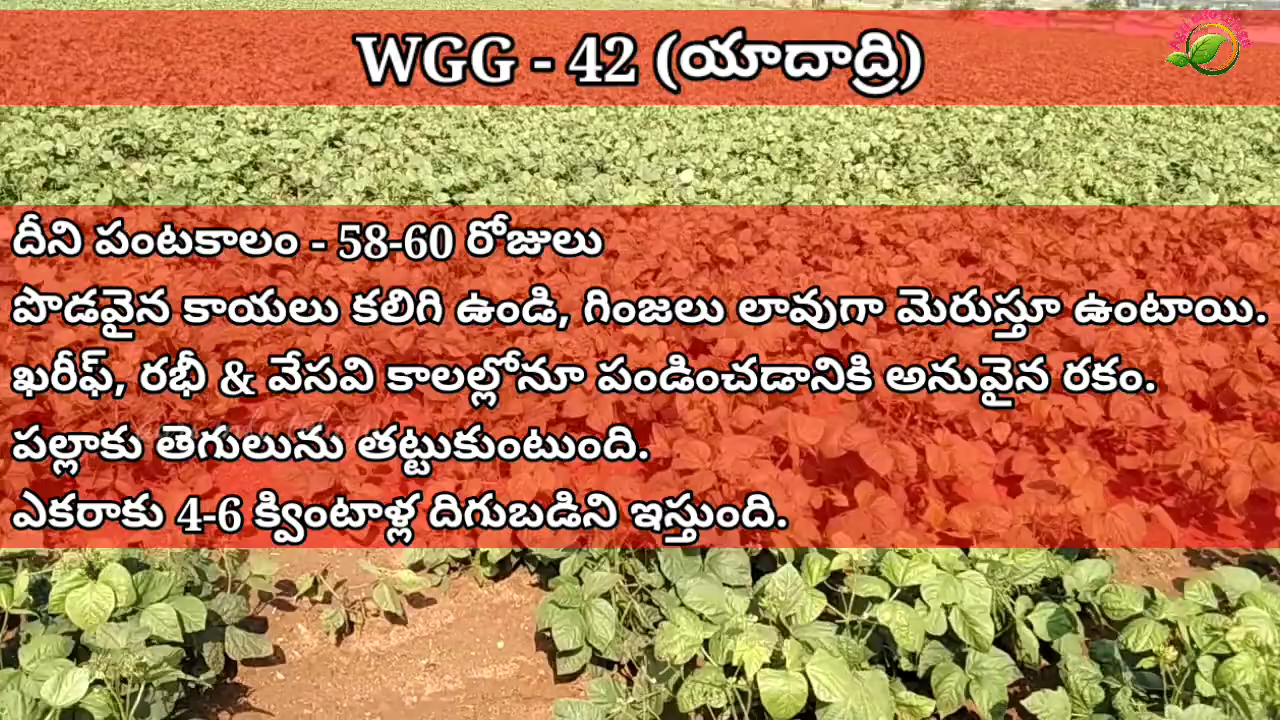 WGG - 42 (యాదాద్రి)
దీని పంటకాలం - 58-60 రోజులు
పొడవైన కాయలు కలిగి ఉండి, గింజలు లావుగా మెరుస్తూ ఉంటాయి.
ఖరీఫ్, రభీ & వేసవి కాలల్లోనూ పండించడానికి అనువైన రకం.
పల్లాకు తెగులును తట్టుకుంటుంది.
ఎకరాకు 4-6 క్వింటాళ్ల దిగుబడిని ఇస్తుంది.